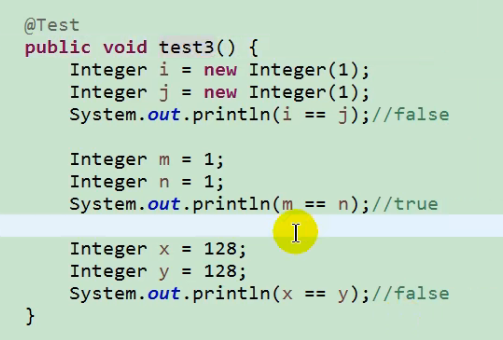 @Test
public void test3() {
Integer i = new Integer(1);
Integer j = new Integer(1);
System.out.println(i == j);//false
Integer m = 1;
Integer n = 1;
System.out.println(m == n);//true
Integer x = 128;
Integer y = 128;
System.out.println(x == y);//false
}